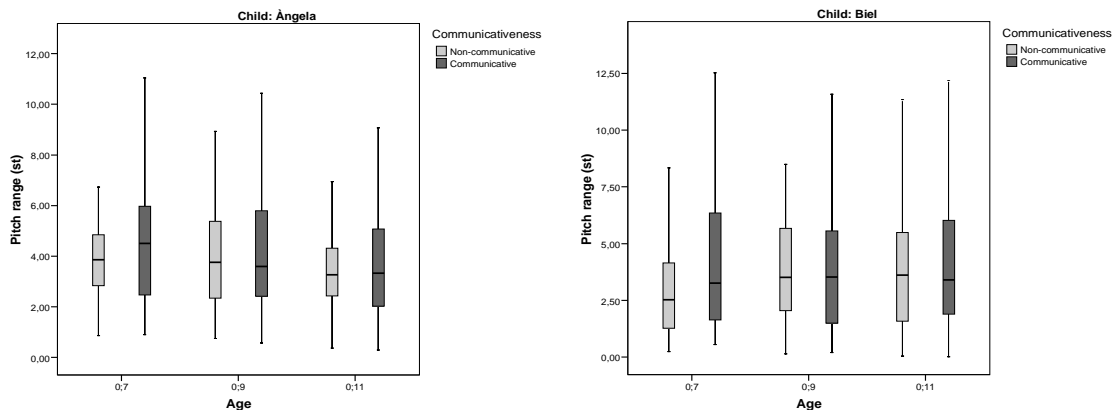 Child: Àngela
Communicativeness
Non-communicative
Communicative
12,00
10,00
8,00
6,00
4,00
2,00
0,00
Pitch range (st)
0;7
0;9
0;11
Age
Child: Biel
Communicativeness
Non-communicative
Communicative
12,50
10,00
7,50
5,00
2,50
0,00
Pitch range (st)
0;7
0;9
0;11
Age